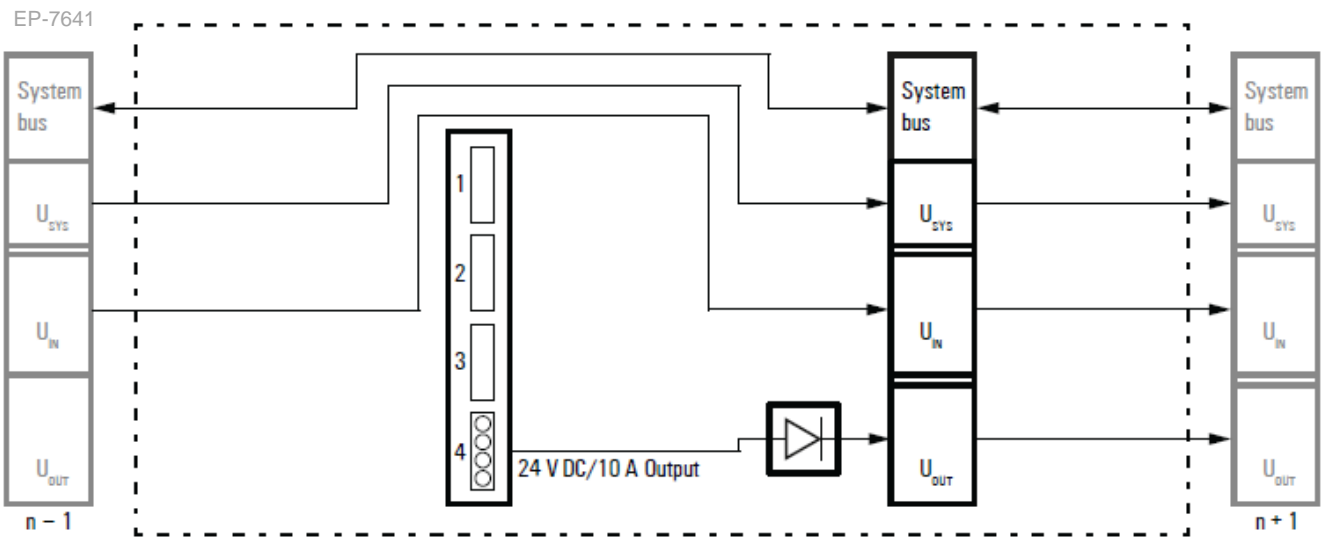 EP-7641
System
bus
U_SYS
U_IN
U_OUT
n – 1
1
2
3
4
24 V DC/10 A Output
System
bus
U_SYS
U_IN
U_OUT
System
bus
U_SYS
U_IN
U_OUT
n + 1